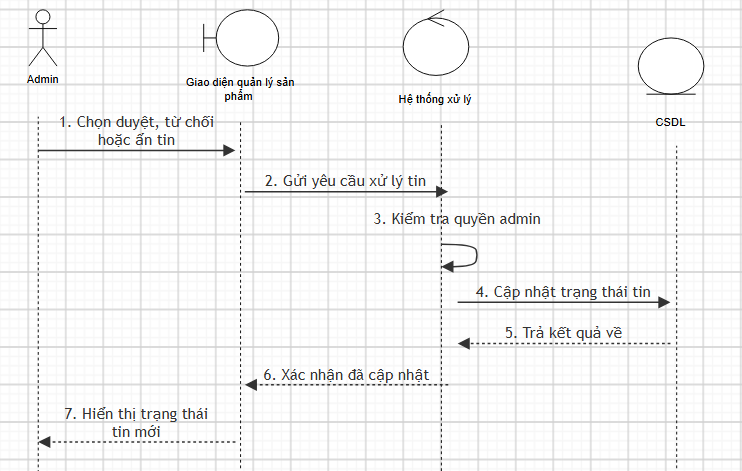 Admin
Giao diện quản lý sản
phẩm
Hệ thống xử lý
CSDL
1. Chọn duyệt, từ chối
hoặc ẩn tin
2. Gửi yêu cầu xử lý tin
3. Kiểm tra quyền admin
4. Cập nhật trạng thái tin
5. Trả kết quả về
6. Xác nhận đã cập nhật
7. Hiển thị trạng thái
tin mới